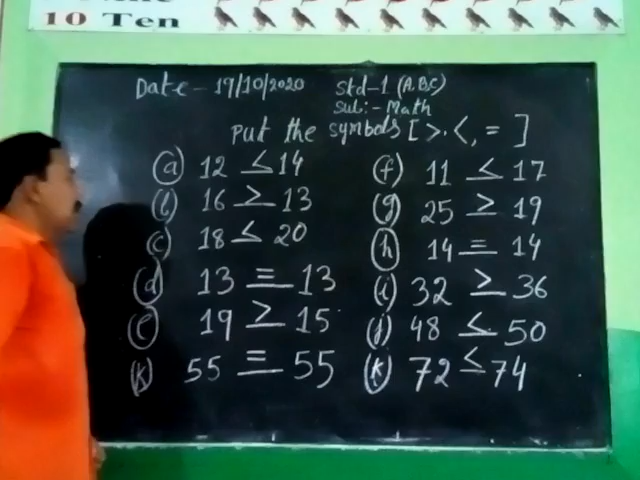 10 Ten
Date - 19/10/2020 Std-1 (A.B.C)
Sub:- Math
Put the symbols [ >, <, = ]
(a) 12 < 14 (f) 11 < 17
(b) 16 > 13 (g) 25 > 19
(c) 18 < 20 (h) 14 = 14
(d) 13 = 13 (i) 32 > 36
(e) 19 > 15 (j) 48 < 50
(k) 55 = 55 (k) 72 < 74